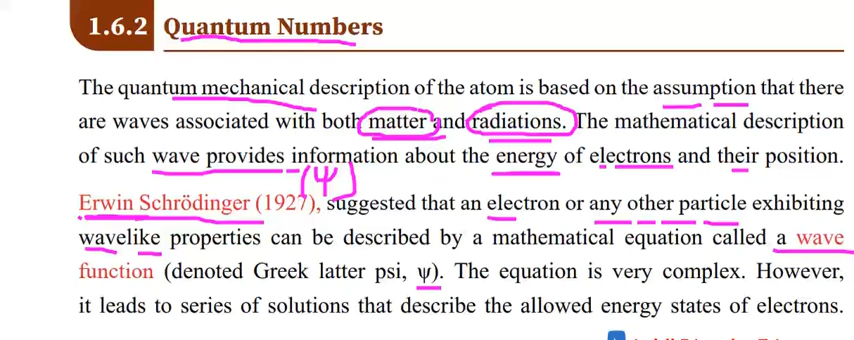 1.6.2 Quantum Numbers
The quantum mechanical description of the atom is based on the assumption that there
are waves associated with both matter and radiations. The mathematical description
of such wave provides information about the energy of electrons and their position.
(ψ)
Erwin Schrödinger (1927), suggested that an electron or any other particle exhibiting
wavelike properties can be described by a mathematical equation called a wave
function (denoted Greek latter psi, ψ). The equation is very complex. However,
it leads to series of solutions that describe the allowed energy states of electrons.